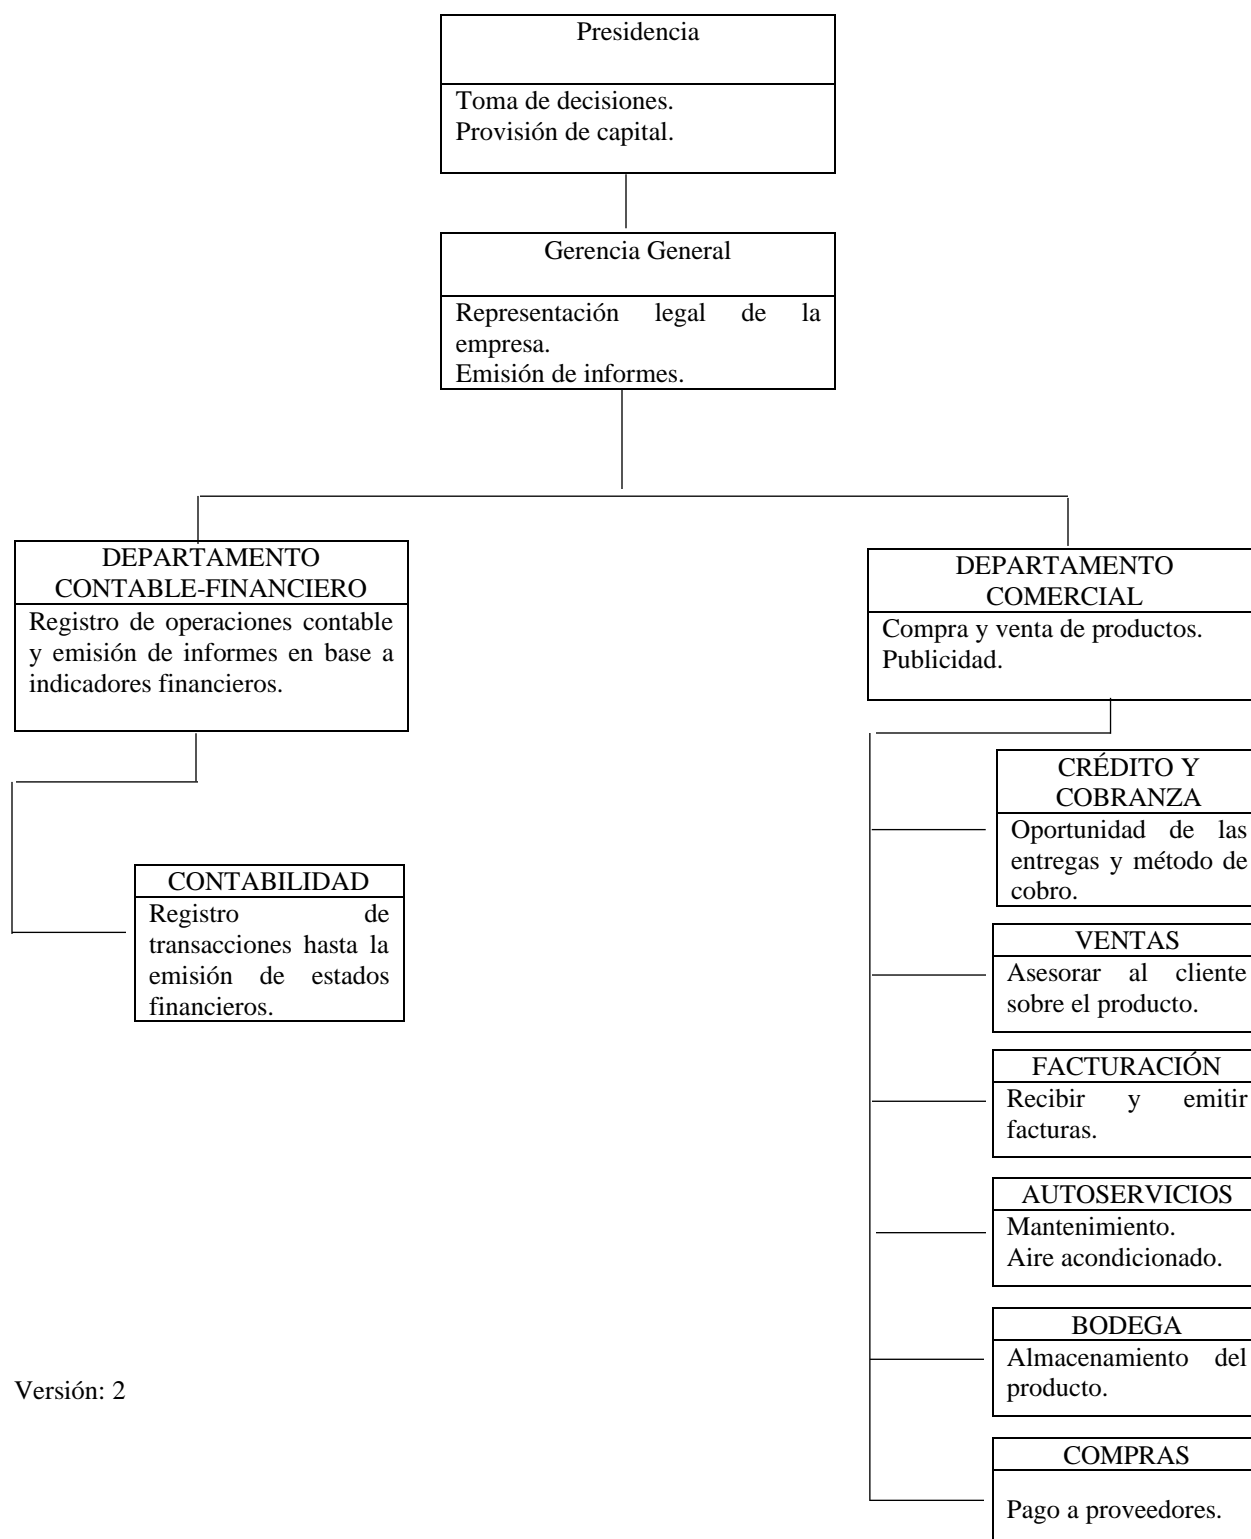 Presidencia
Toma de decisiones.
Provisión de capital.
Gerencia General
Representación legal de la
empresa.
Emisión de informes.
DEPARTAMENTO
CONTABLE-FINANCIERO
Registro de operaciones contable
y emisión de informes en base a
indicadores financieros.
DEPARTAMENTO
COMERCIAL
Compra y venta de productos.
Publicidad.
CONTABILIDAD
Registro de
transacciones hasta la
emisión de estados
financieros.
CRÉDITO Y
COBRANZA
Oportunidad de las
entregas y método de
cobro.
VENTAS
Asesorar al cliente
sobre el producto.
FACTURACIÓN
Recibir y emitir
facturas.
AUTOSERVICIOS
Mantenimiento.
Aire acondicionado.
BODEGA
Almacenamiento del
producto.
COMPRAS
Pago a proveedores.
Versión: 2